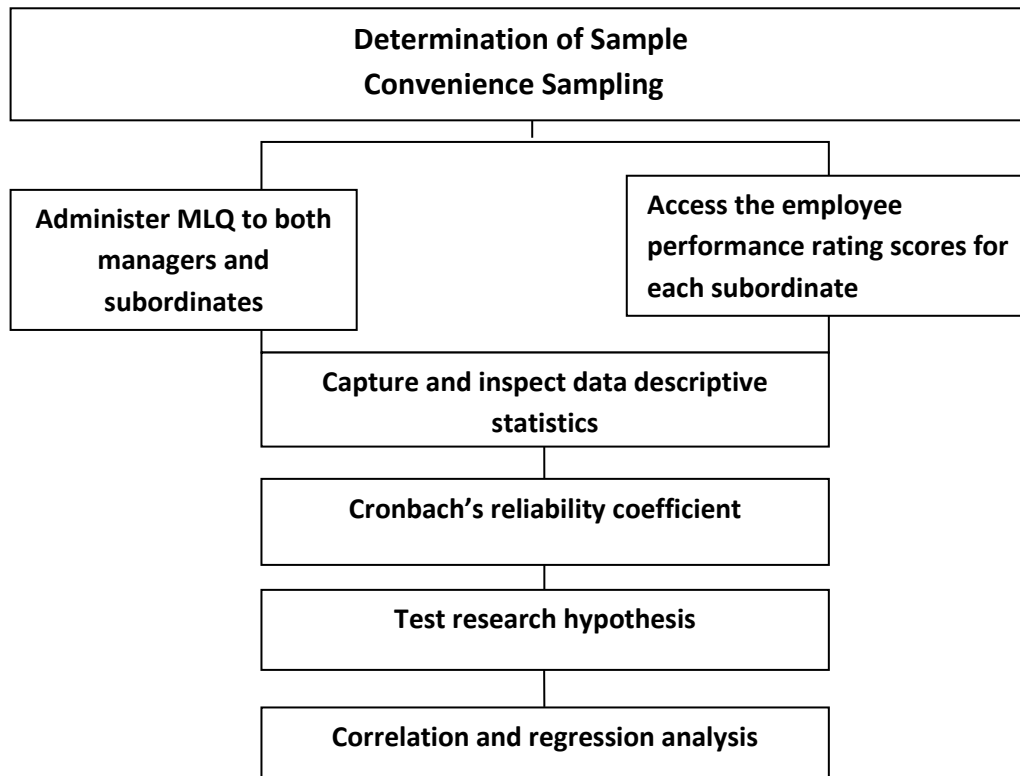 Determination of Sample
Convenience Sampling
Administer MLQ to both
managers and
subordinates
Access the employee
performance rating scores for
each subordinate
Capture and inspect data descriptive
statistics
Cronbach’s reliability coefficient
Test research hypothesis
Correlation and regression analysis